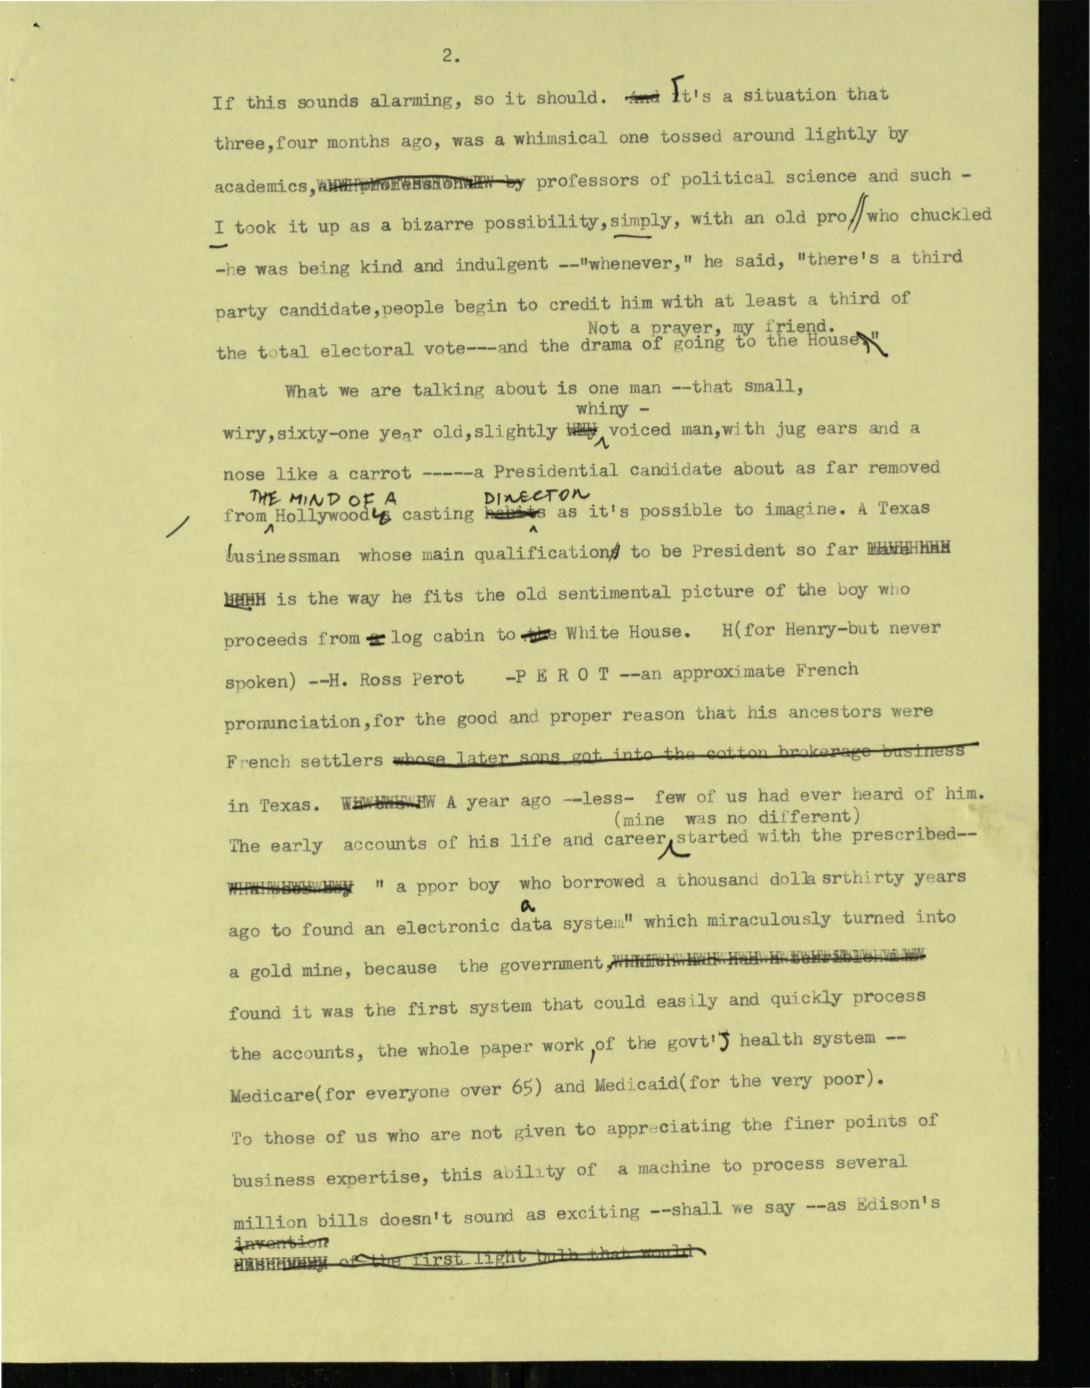 2.
If this sounds alarming, so it should. And It's a situation that
three,four months ago, was a whimsical one tossed around lightly by
academics, by professors of political science and such -
I took it up as a bizarre possibility,simply, with an old pro//who chuckled
-he was being kind and indulgent --"whenever," he said, "there's a third
party candidate,people begin to credit him with at least a third of
Not a prayer, my friend.
the total electoral vote---and the drama of going to the House."
What we are talking about is one man --that small,
whiny -
wiry,sixty-one year old,slightly voiced man,with jug ears and a
nose like a carrot -----a Presidential candidate about as far removed
THE MIND OF A DIRECTOR
from Hollywood's casting habits as it's possible to imagine. A Texas
businessman whose main qualifications to be President so far
is the way he fits the old sentimental picture of the boy who
proceeds from a log cabin to the White House. H(for Henry-but never
spoken) --H. Ross Perot -P E R O T --an approximate French
pronunciation,for the good and proper reason that his ancestors were
French settlers whose later sons got into the cotton brokerage business
in Texas. A year ago --less- few of us had ever heard of him.
(mine was no different)
The early accounts of his life and career,started with the prescribed--
" a ppor boy who borrowed a thousand dolla srthirty years
a
ago to found an electronic data system" which miraculously turned into
a gold mine, because the government,
found it was the first system that could easily and quickly process
the accounts, the whole paper work,of the govt's health system --
Medicare(for everyone over 65) and Medicaid(for the very poor).
To those of us who are not given to appreciating the finer points of
business expertise, this ability of a machine to process several
million bills doesn't sound as exciting --shall we say --as Edison's
invention
of the first light bulb that would